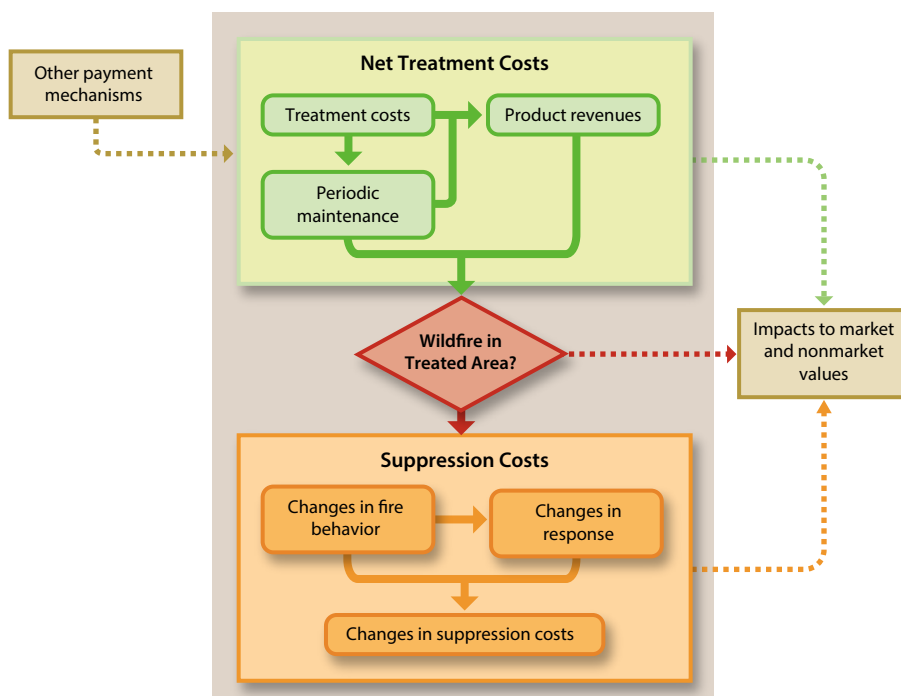 Other payment
mechanisms
Net Treatment Costs
Treatment costs
Product revenues
Periodic
maintenance
Wildfire in
Treated Area?
Impacts to market
and nonmarket
values
Suppression Costs
Changes in fire
behavior
Changes in
response
Changes in suppression costs